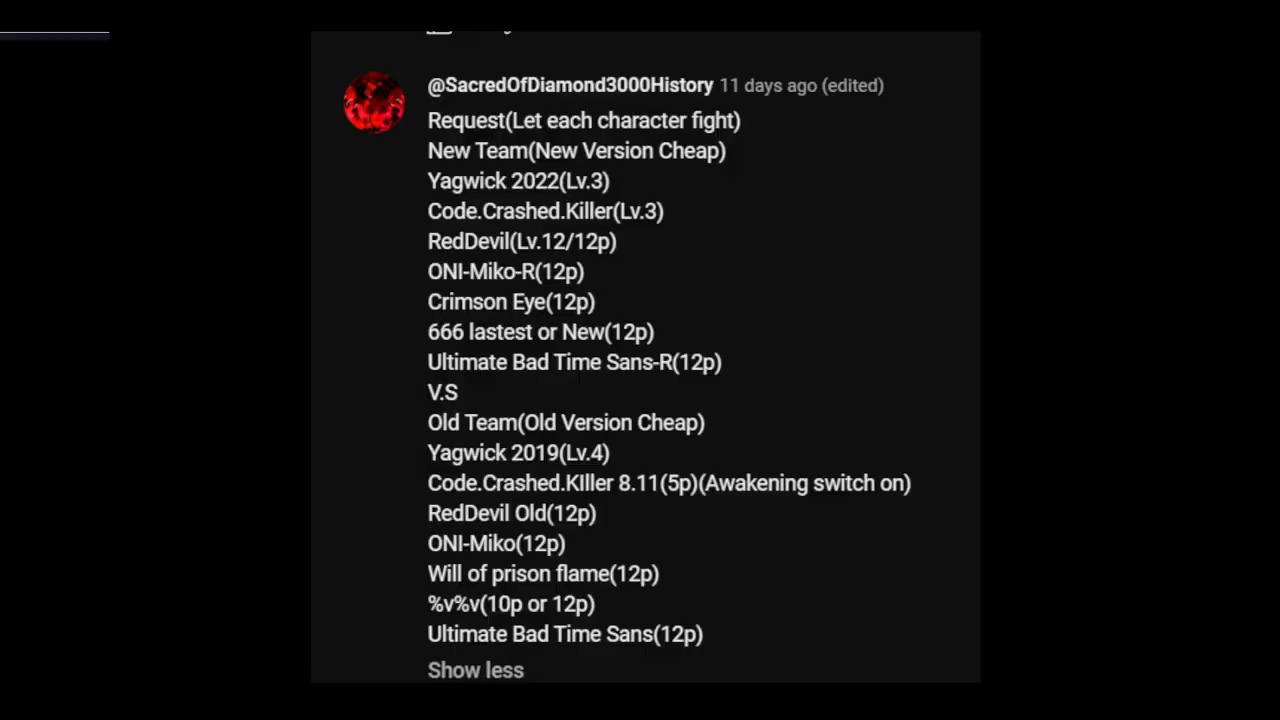 @SacredOfDiamond3000History 11 days ago (edited)
Request(Let each character fight)
New Team(New Version Cheap)
Yagwick 2022(Lv.3)
Code.Crashed.Killer(Lv.3)
RedDevil(Lv.12/12p)
ONI-Miko-R(12p)
Crimson Eye(12p)
666 lastest or New(12p)
Ultimate Bad Time Sans-R(12p)
V.S
Old Team(Old Version Cheap)
Yagwick 2019(Lv.4)
Code.Crashed.KIller 8.11(5p)(Awakening switch on)
RedDevil Old(12p)
ONI-Miko(12p)
Will of prison flame(12p)
%v%v(10p or 12p)
Ultimate Bad Time Sans(12p)
Show less